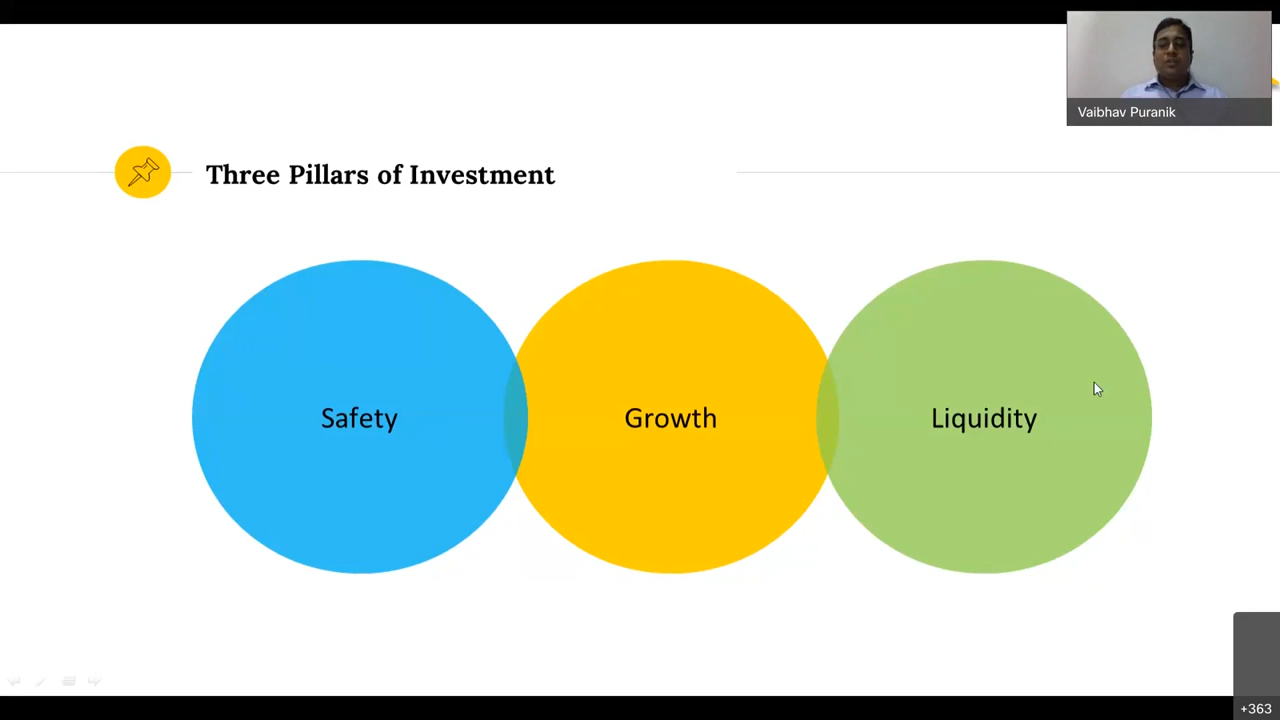 Vaibhav Puranik
Three Pillars of Investment
Safety
Growth
Liquidity
+363